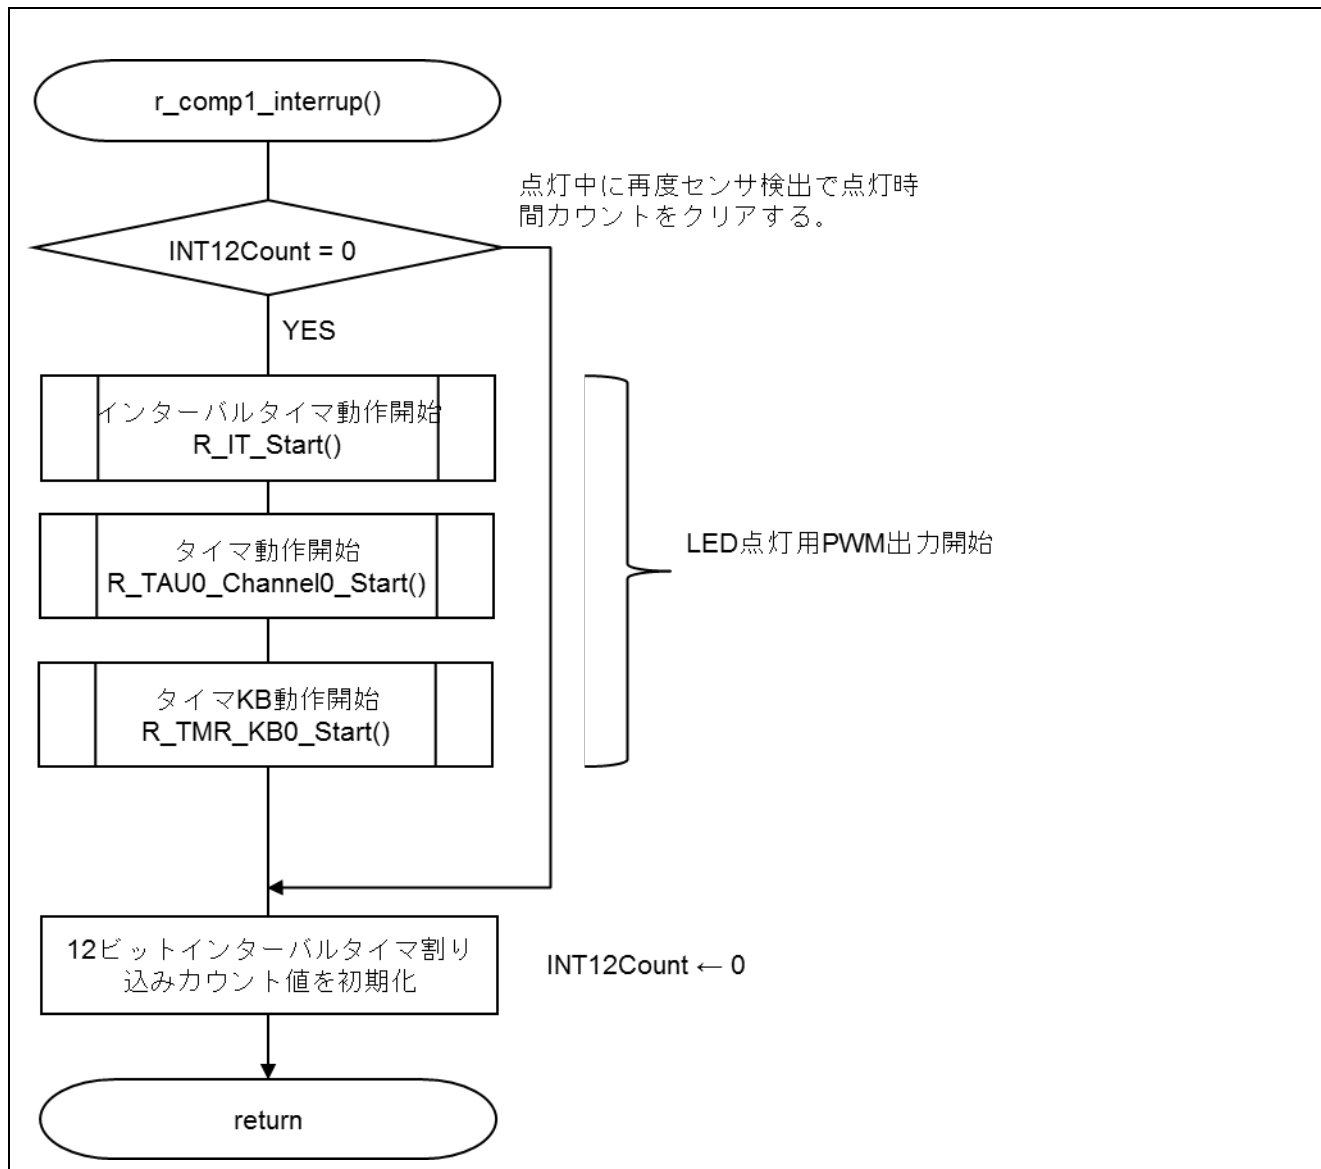 r_comp1_interrup()
点灯中に再度センサ検出で点灯時
間カウントをクリアする。
INT12Count = 0
YES
インターバルタイマ動作開始
R_IT_Start()
タイマ動作開始
R_TAU0_Channel0_Start()
LED点灯用PWM出力開始
タイマKB動作開始
R_TMR_KB0_Start()
12ビットインターバルタイマ割り
込みカウント値を初期化
INT12Count ← 0
return